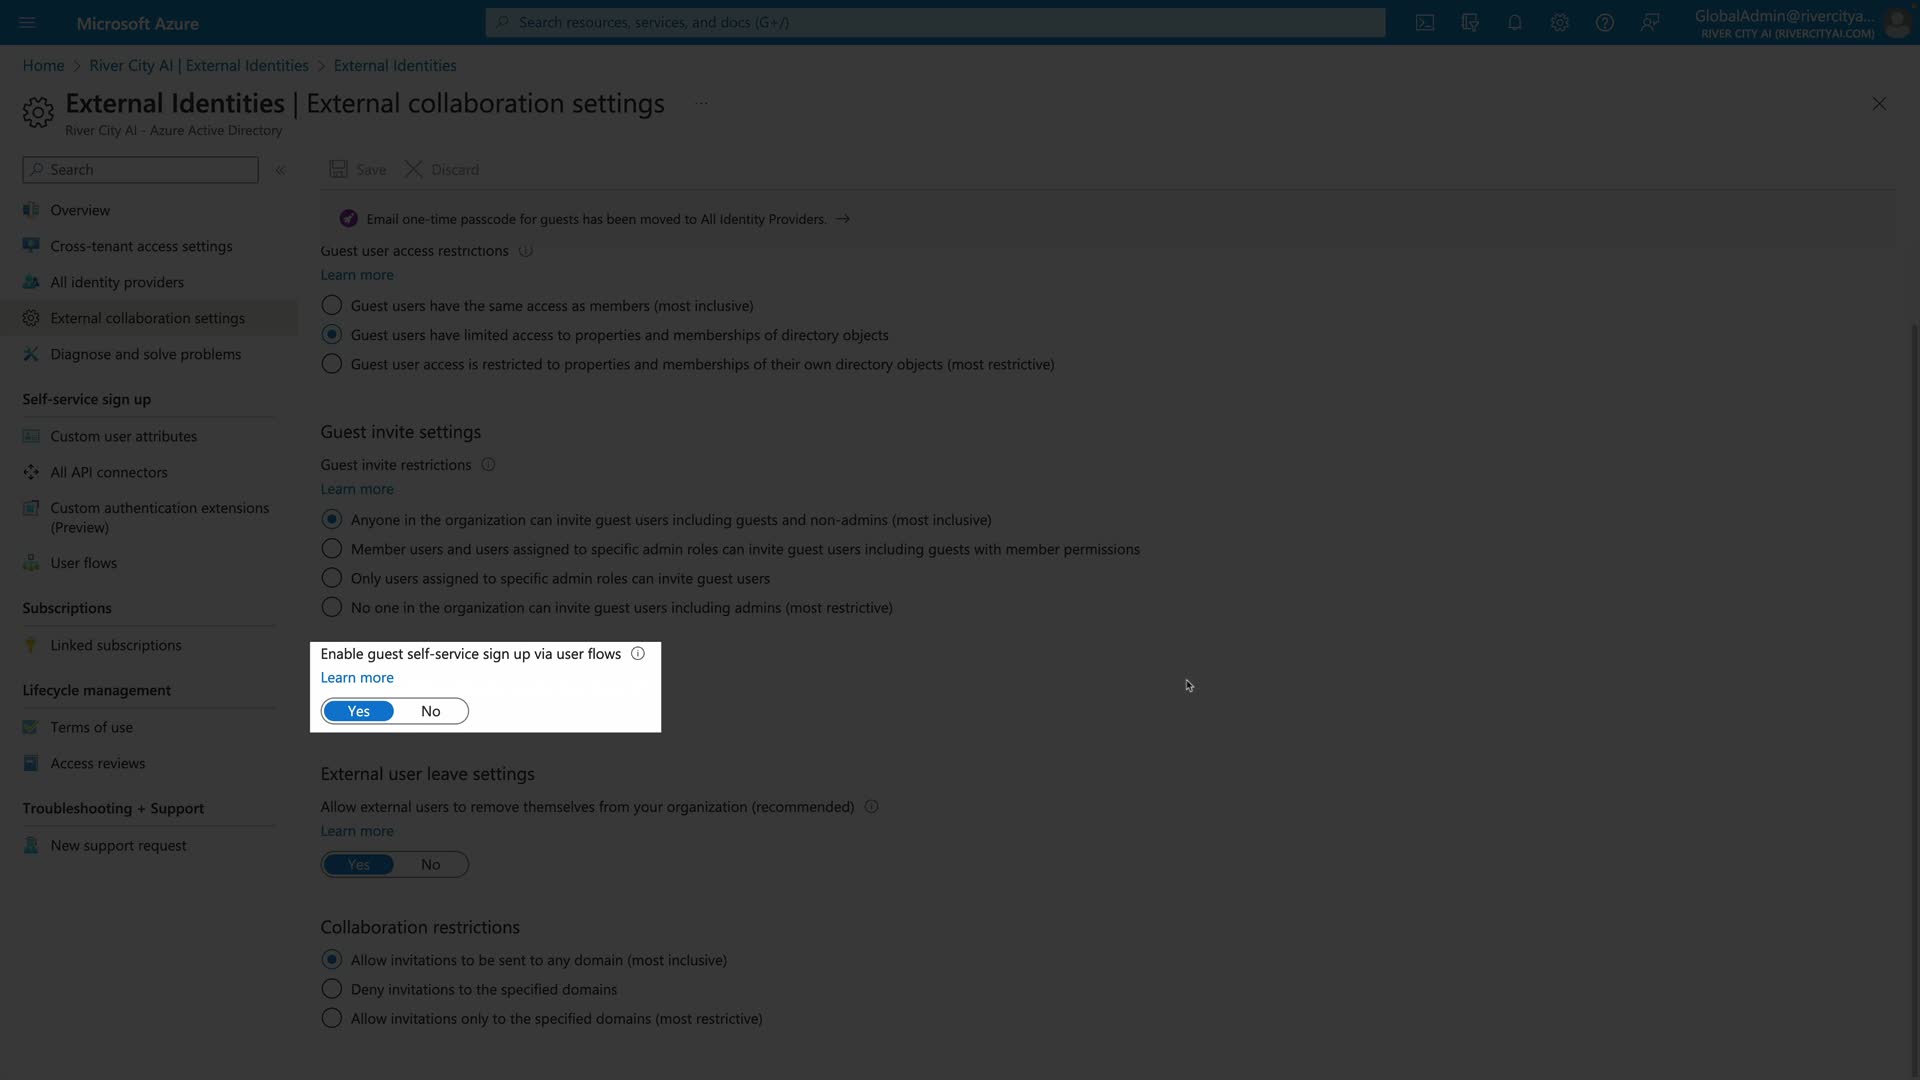 Microsoft Azure
Search resources, services, and docs (G+/)
GlobalAdmin@rivercitya...
RIVER CITY AI (RIVERCITYAI.COM)
Home > River City AI | External Identities > External Identities
External Identities | External collaboration settings ...
River City AI - Azure Active Directory
Search
Save
Discard
Overview
Cross-tenant access settings
All identity providers
External collaboration settings
Diagnose and solve problems
Self-service sign up
Custom user attributes
All API connectors
Custom authentication extensions
(Preview)
User flows
Subscriptions
Linked subscriptions
Lifecycle management
Terms of use
Access reviews
Troubleshooting + Support
New support request
Email one-time passcode for guests has been moved to All Identity Providers. →
Guest user access restrictions
Learn more
Guest users have the same access as members (most inclusive)
Guest users have limited access to properties and memberships of directory objects
Guest user access is restricted to properties and memberships of their own directory objects (most restrictive)
Guest invite settings
Guest invite restrictions
Learn more
Anyone in the organization can invite guest users including guests and non-admins (most inclusive)
Member users and users assigned to specific admin roles can invite guest users including guests with member permissions
Only users assigned to specific admin roles can invite guest users
No one in the organization can invite guest users including admins (most restrictive)
Enable guest self-service sign up via user flows
Learn more
Yes No
External user leave settings
Allow external users to remove themselves from your organization (recommended)
Learn more
Yes No
Collaboration restrictions
Allow invitations to be sent to any domain (most inclusive)
Deny invitations to the specified domains
Allow invitations only to the specified domains (most restrictive)